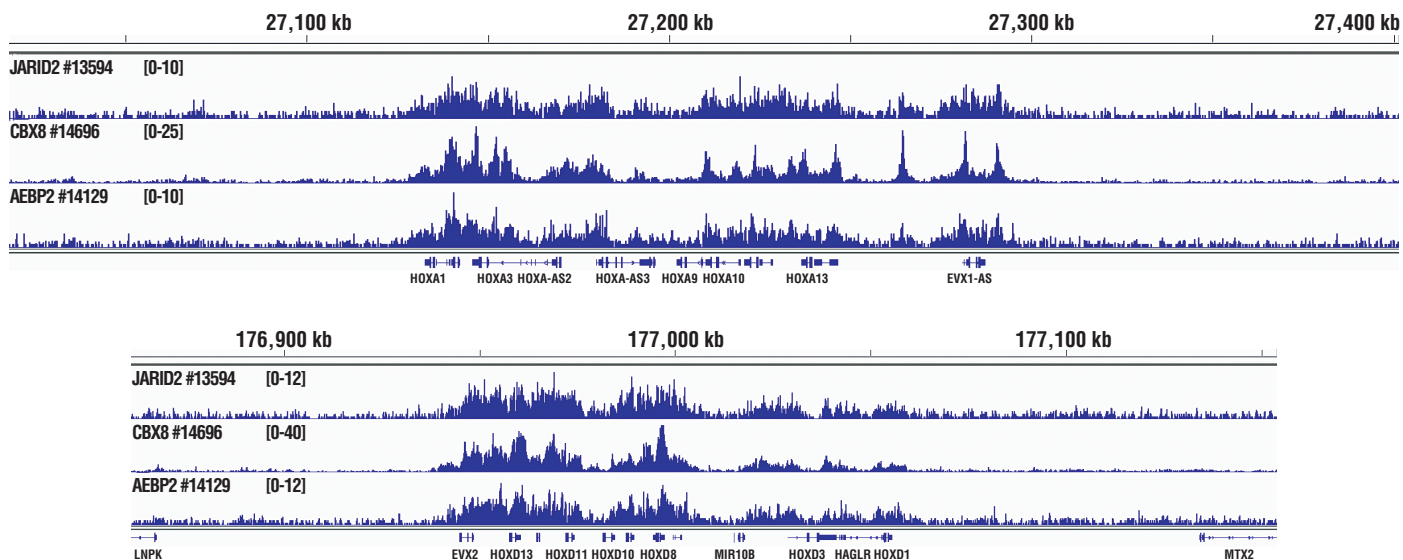 27,100 kb 27,200 kb 27,300 kb 27,400 kb
JARID2 #13594 [0-10]
CBX8 #14696 [0-25]
AEBP2 #14129 [0-10]
HOXA1 HOXA3 HOXA-AS2 HOXA-AS3 HOXA9 HOXA10 HOXA13 EVX1-AS
176,900 kb 177,000 kb 177,100 kb
JARID2 #13594 [0-12]
CBX8 #14696 [0-40]
AEBP2 #14129 [0-12]
LNPK EVX2 HOXD13 HOXD11 HOXD10 HOXD8 MIR10B HOXD3 HAGLR HOXD1 MTX2